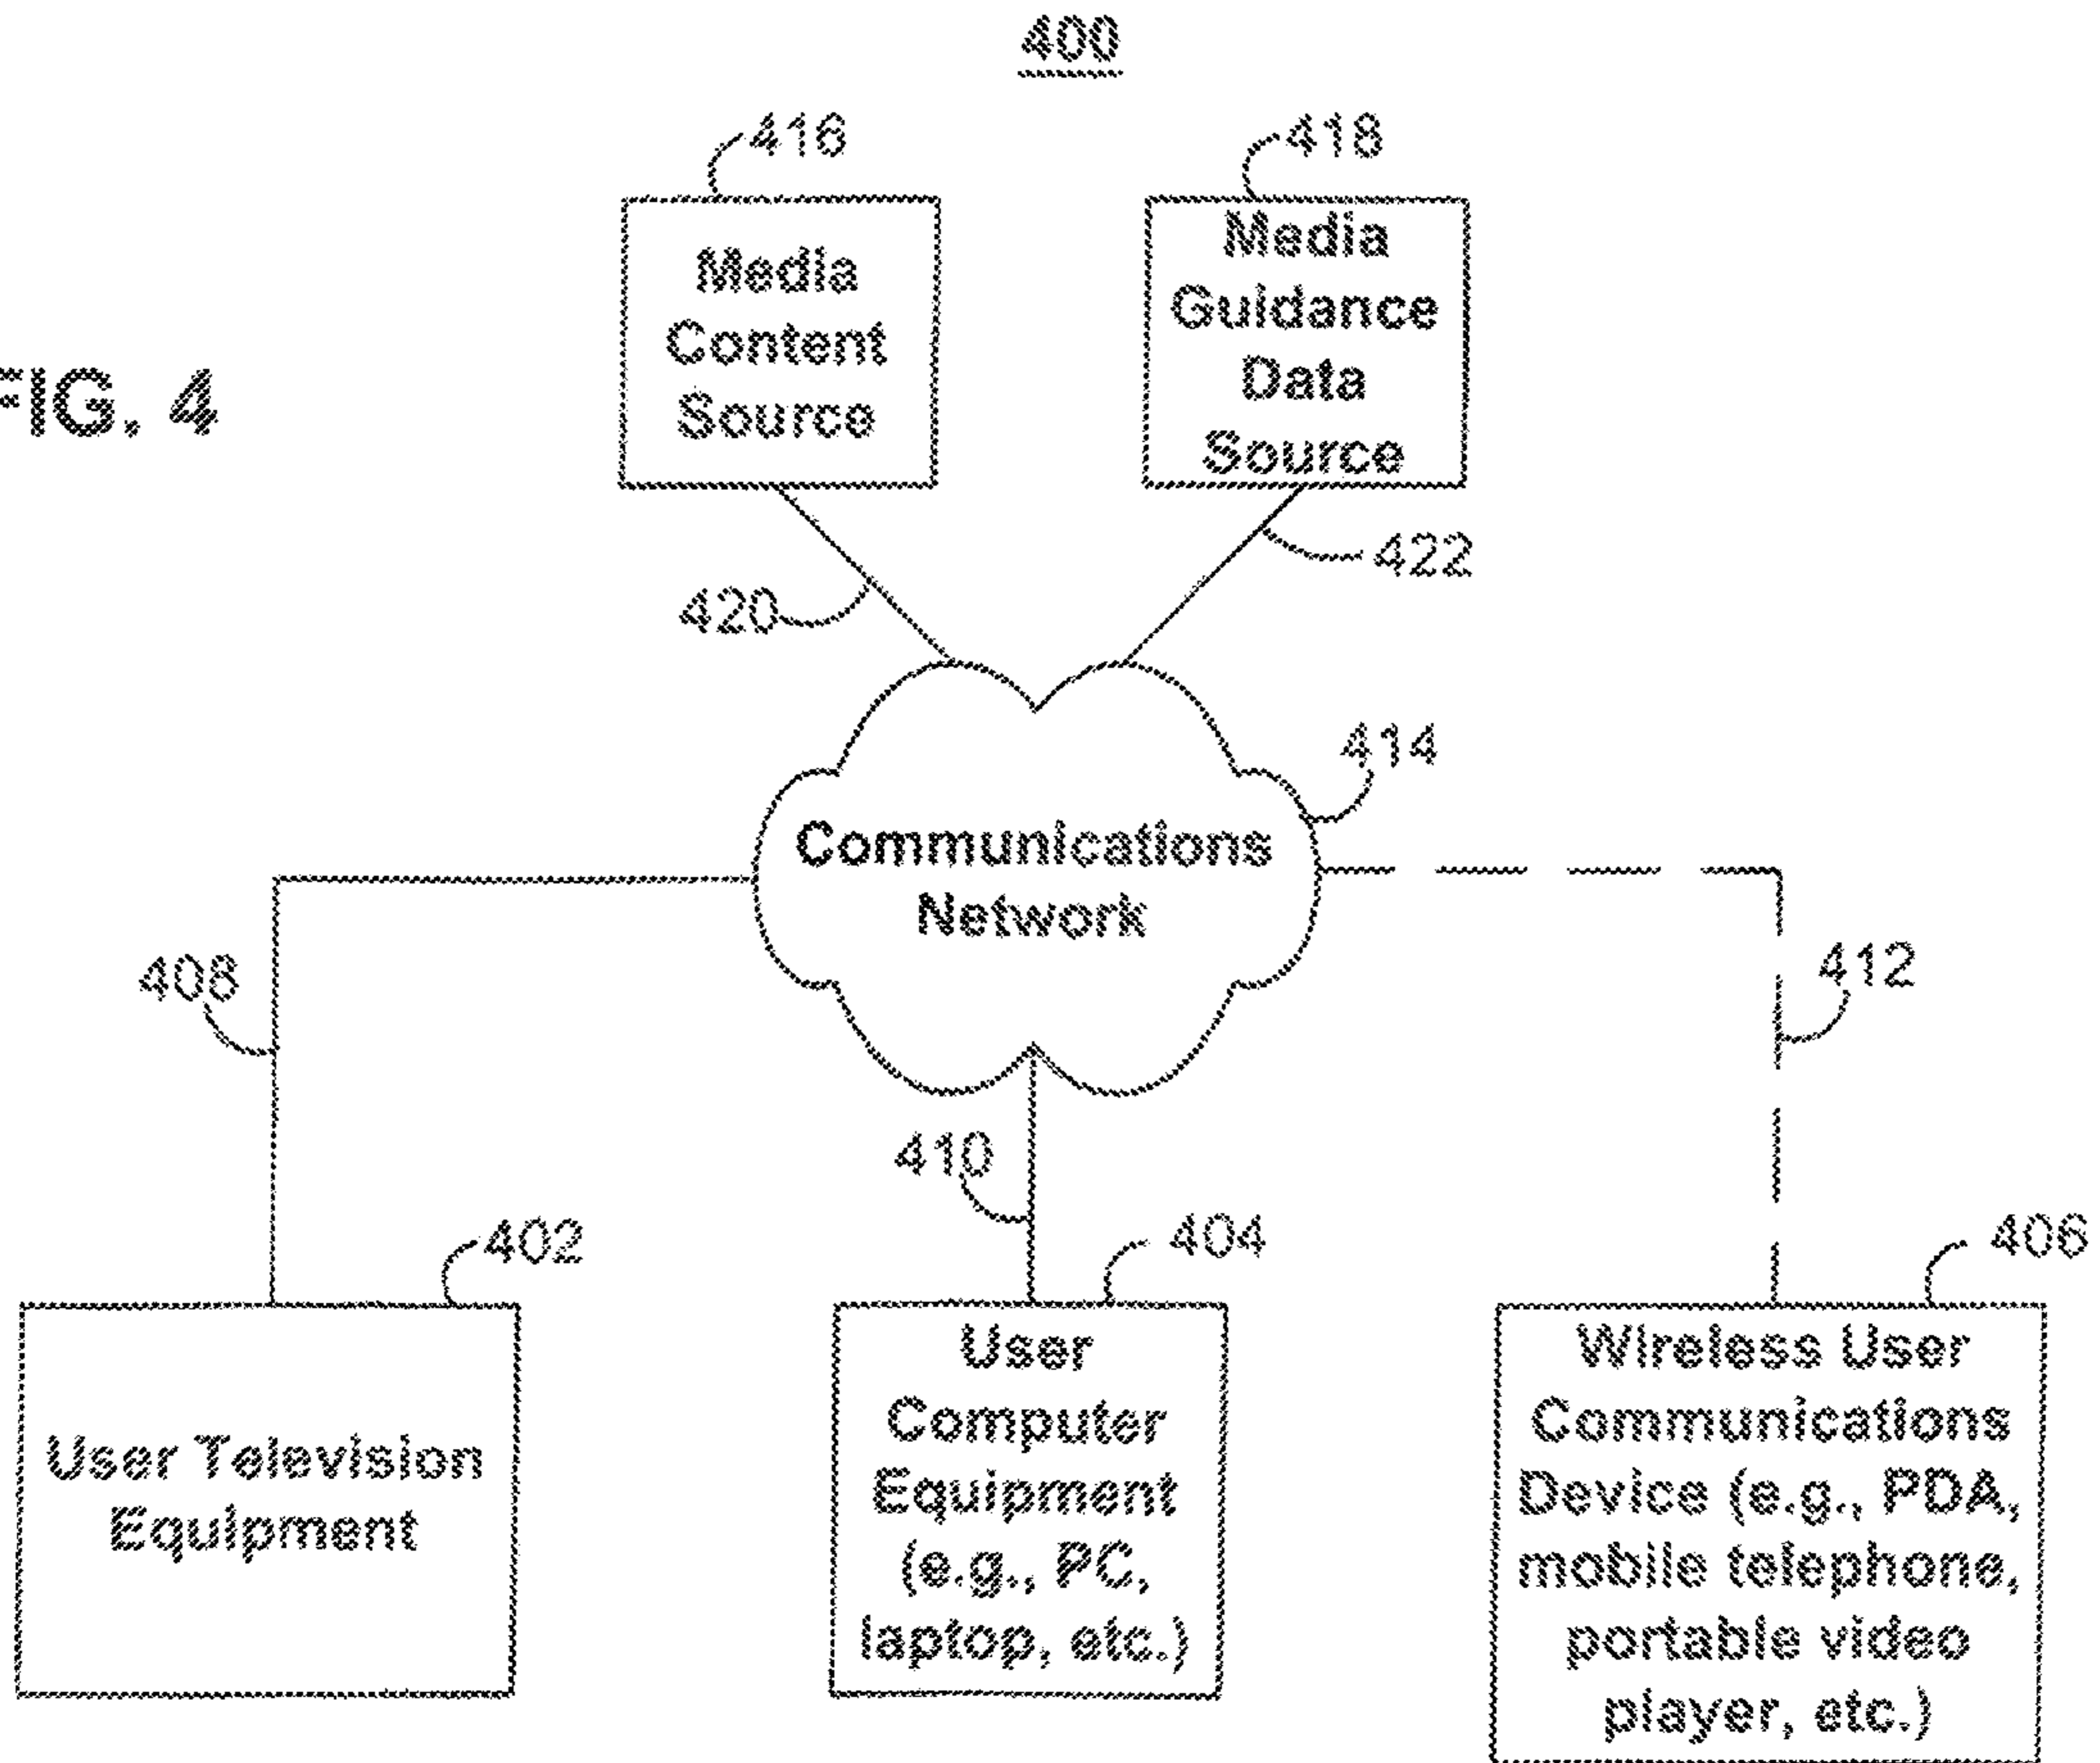 400
416
418
Media
Content
Source
Media
Guidance
Data
Source
FIG. 4
422
420
414
Communications
Network
408
412
410
402
404
406
User Television
Equipment
User
Computer
Equipment
(e.g., PC,
laptop, etc.)
Wireless User
Communications
Device (e.g., PDA,
mobile telephone,
portable video
player, etc.)